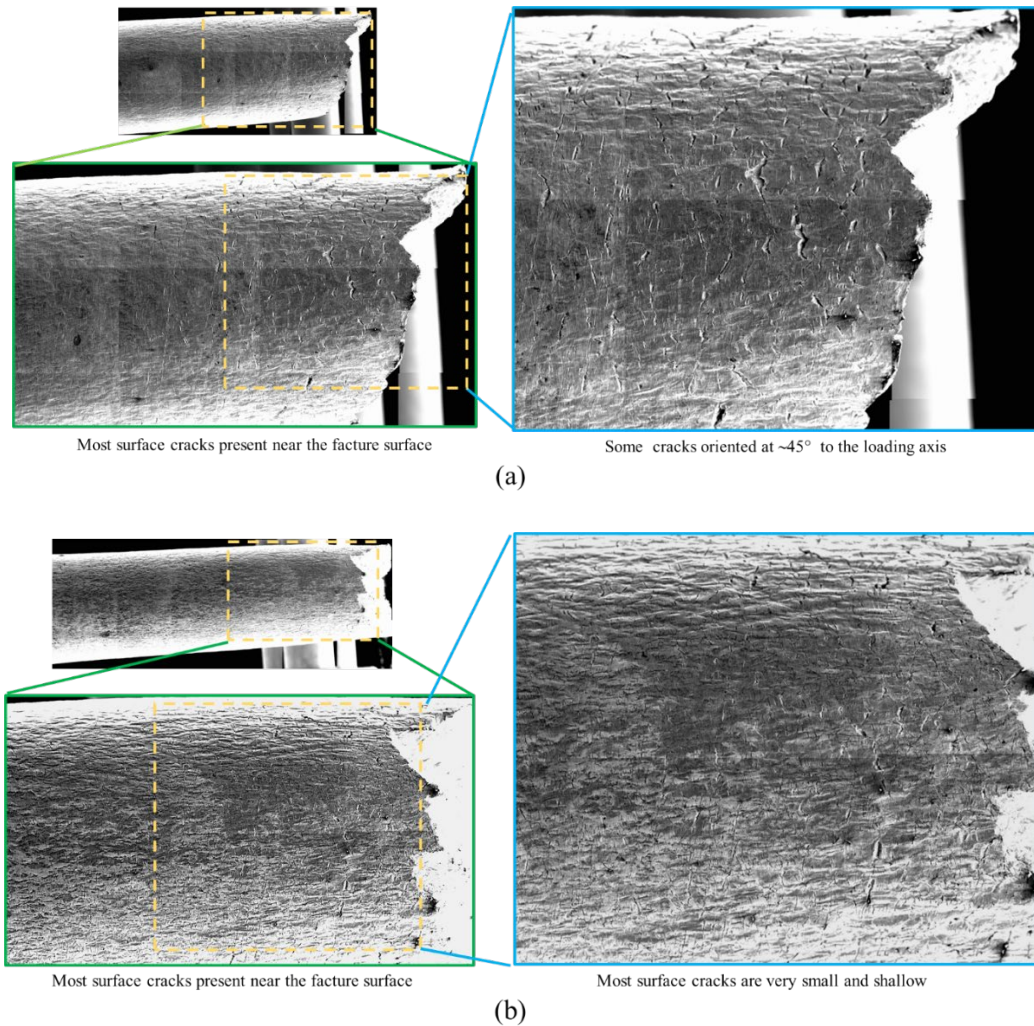 Most surface cracks present near the facture surface
Some cracks oriented at ~45° to the loading axis
(a)
Most surface cracks present near the facture surface
Most surface cracks are very small and shallow
(b)